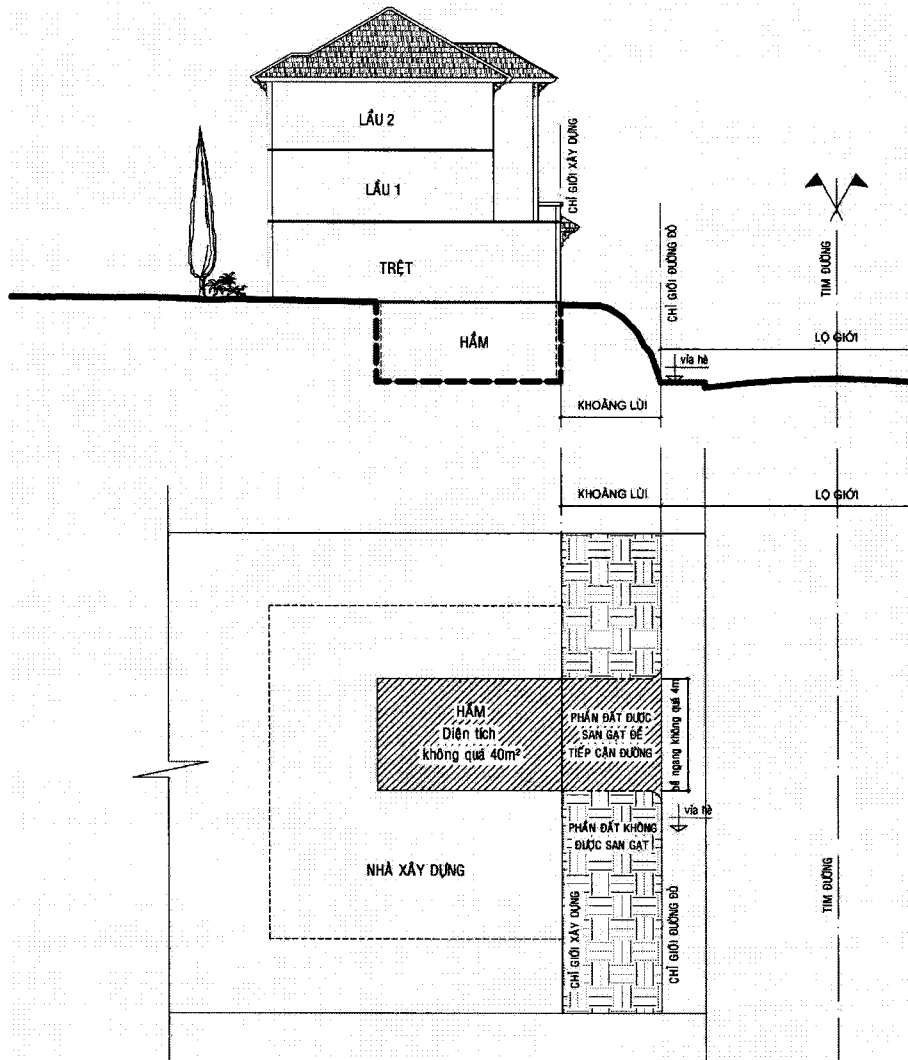 LẦU 2
LẦU 1
TRỆT
HẦM
CHỈ GIỚI XÂY DỰNG
CHỈ GIỚI ĐƯỜNG ĐỎ
TIM ĐƯỜNG
LỘ GIỚI
vỉa hè
KHOẢNG LÙI
KHOẢNG LÙI
LỘ GIỚI
HẦM
Diện tích
không quá 40m²
PHẦN ĐẤT ĐƯỢC
SAN GẠT ĐỂ
TIẾP CẬN ĐƯỜNG
bề ngang không quá 4m
vỉa hè
PHẦN ĐẤT KHÔNG
ĐƯỢC SAN GẠT
NHÀ XÂY DỰNG
CHỈ GIỚI XÂY DỰNG
CHỈ GIỚI ĐƯỜNG ĐỎ
TIM ĐƯỜNG